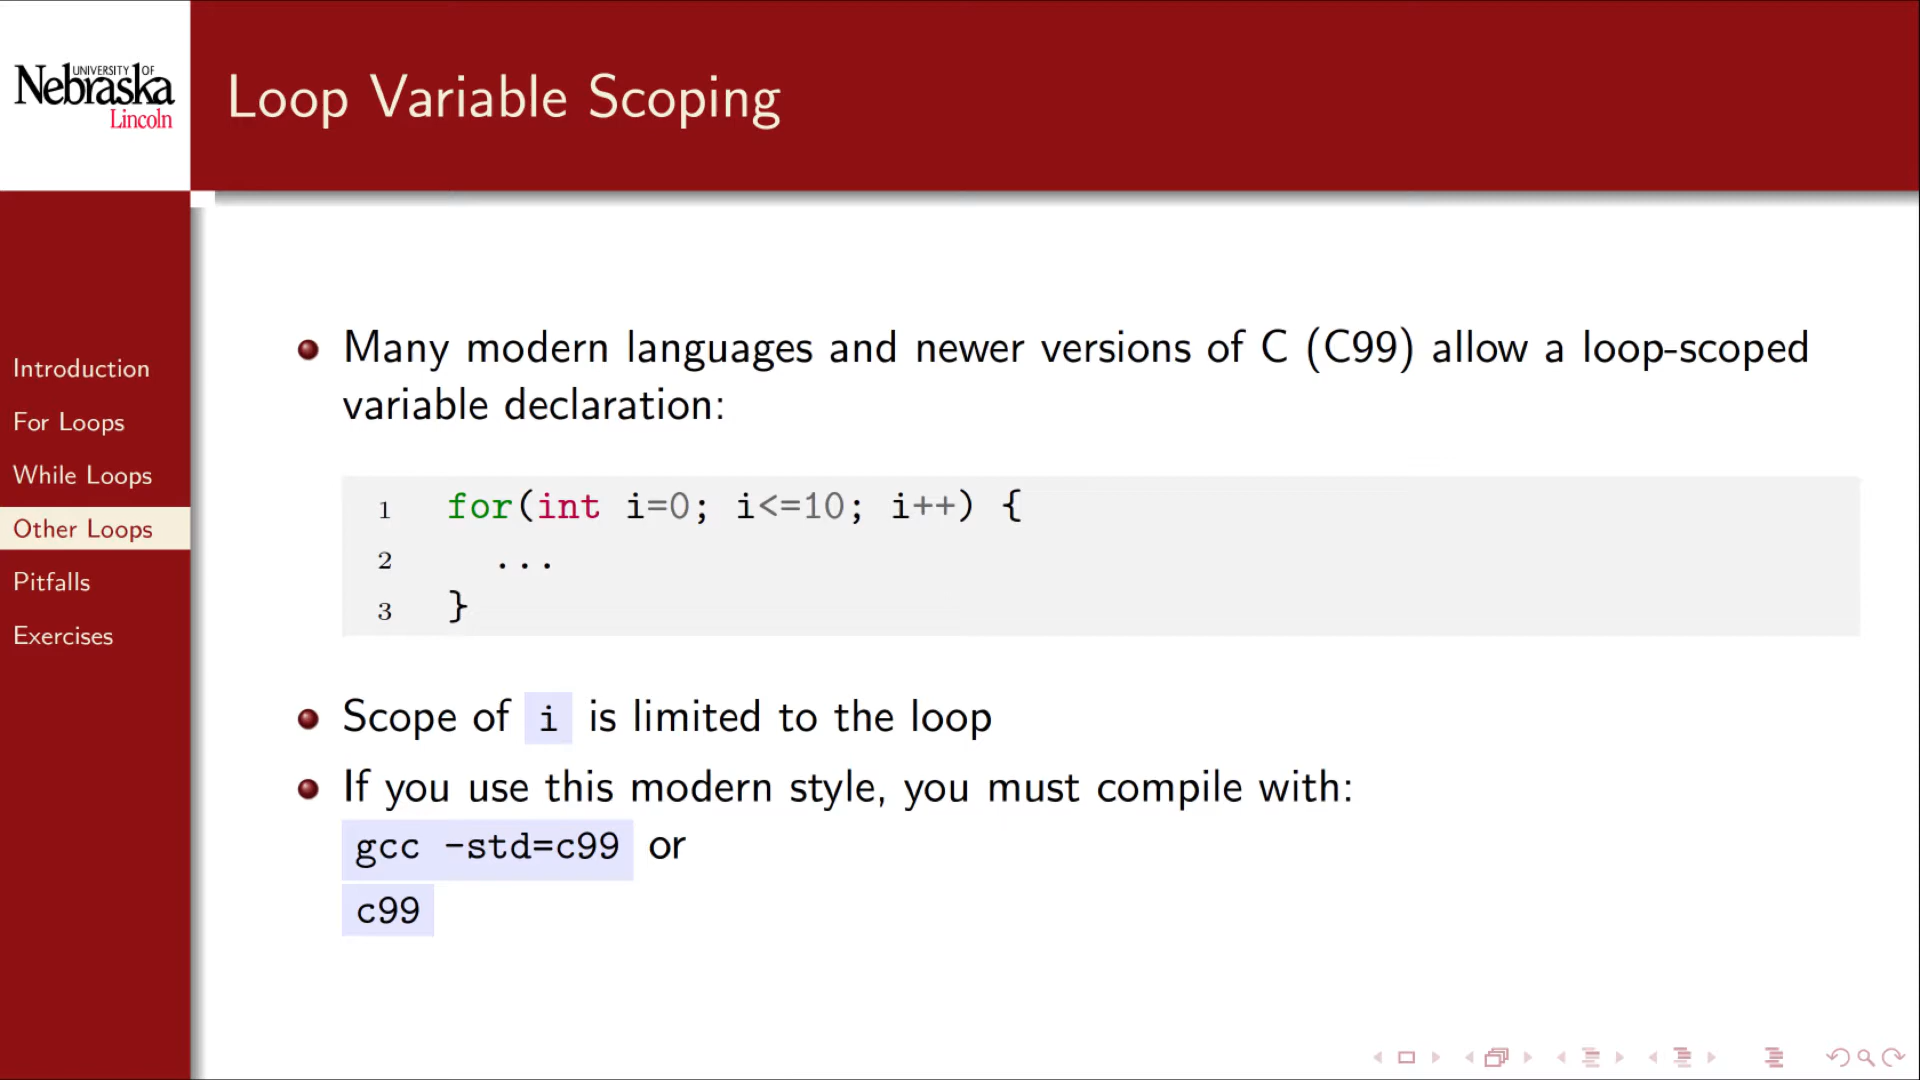 UNIVERSITY OF
Nebraska
Lincoln
Loop Variable Scoping
Introduction
For Loops
While Loops
Other Loops
Pitfalls
Exercises
Many modern languages and newer versions of C (C99) allow a loop-scoped
variable declaration:
1 for(int i=0; i<=10; i++) {
2 ...
3 }
Scope of i is limited to the loop
If you use this modern style, you must compile with:
gcc -std=c99 or
c99